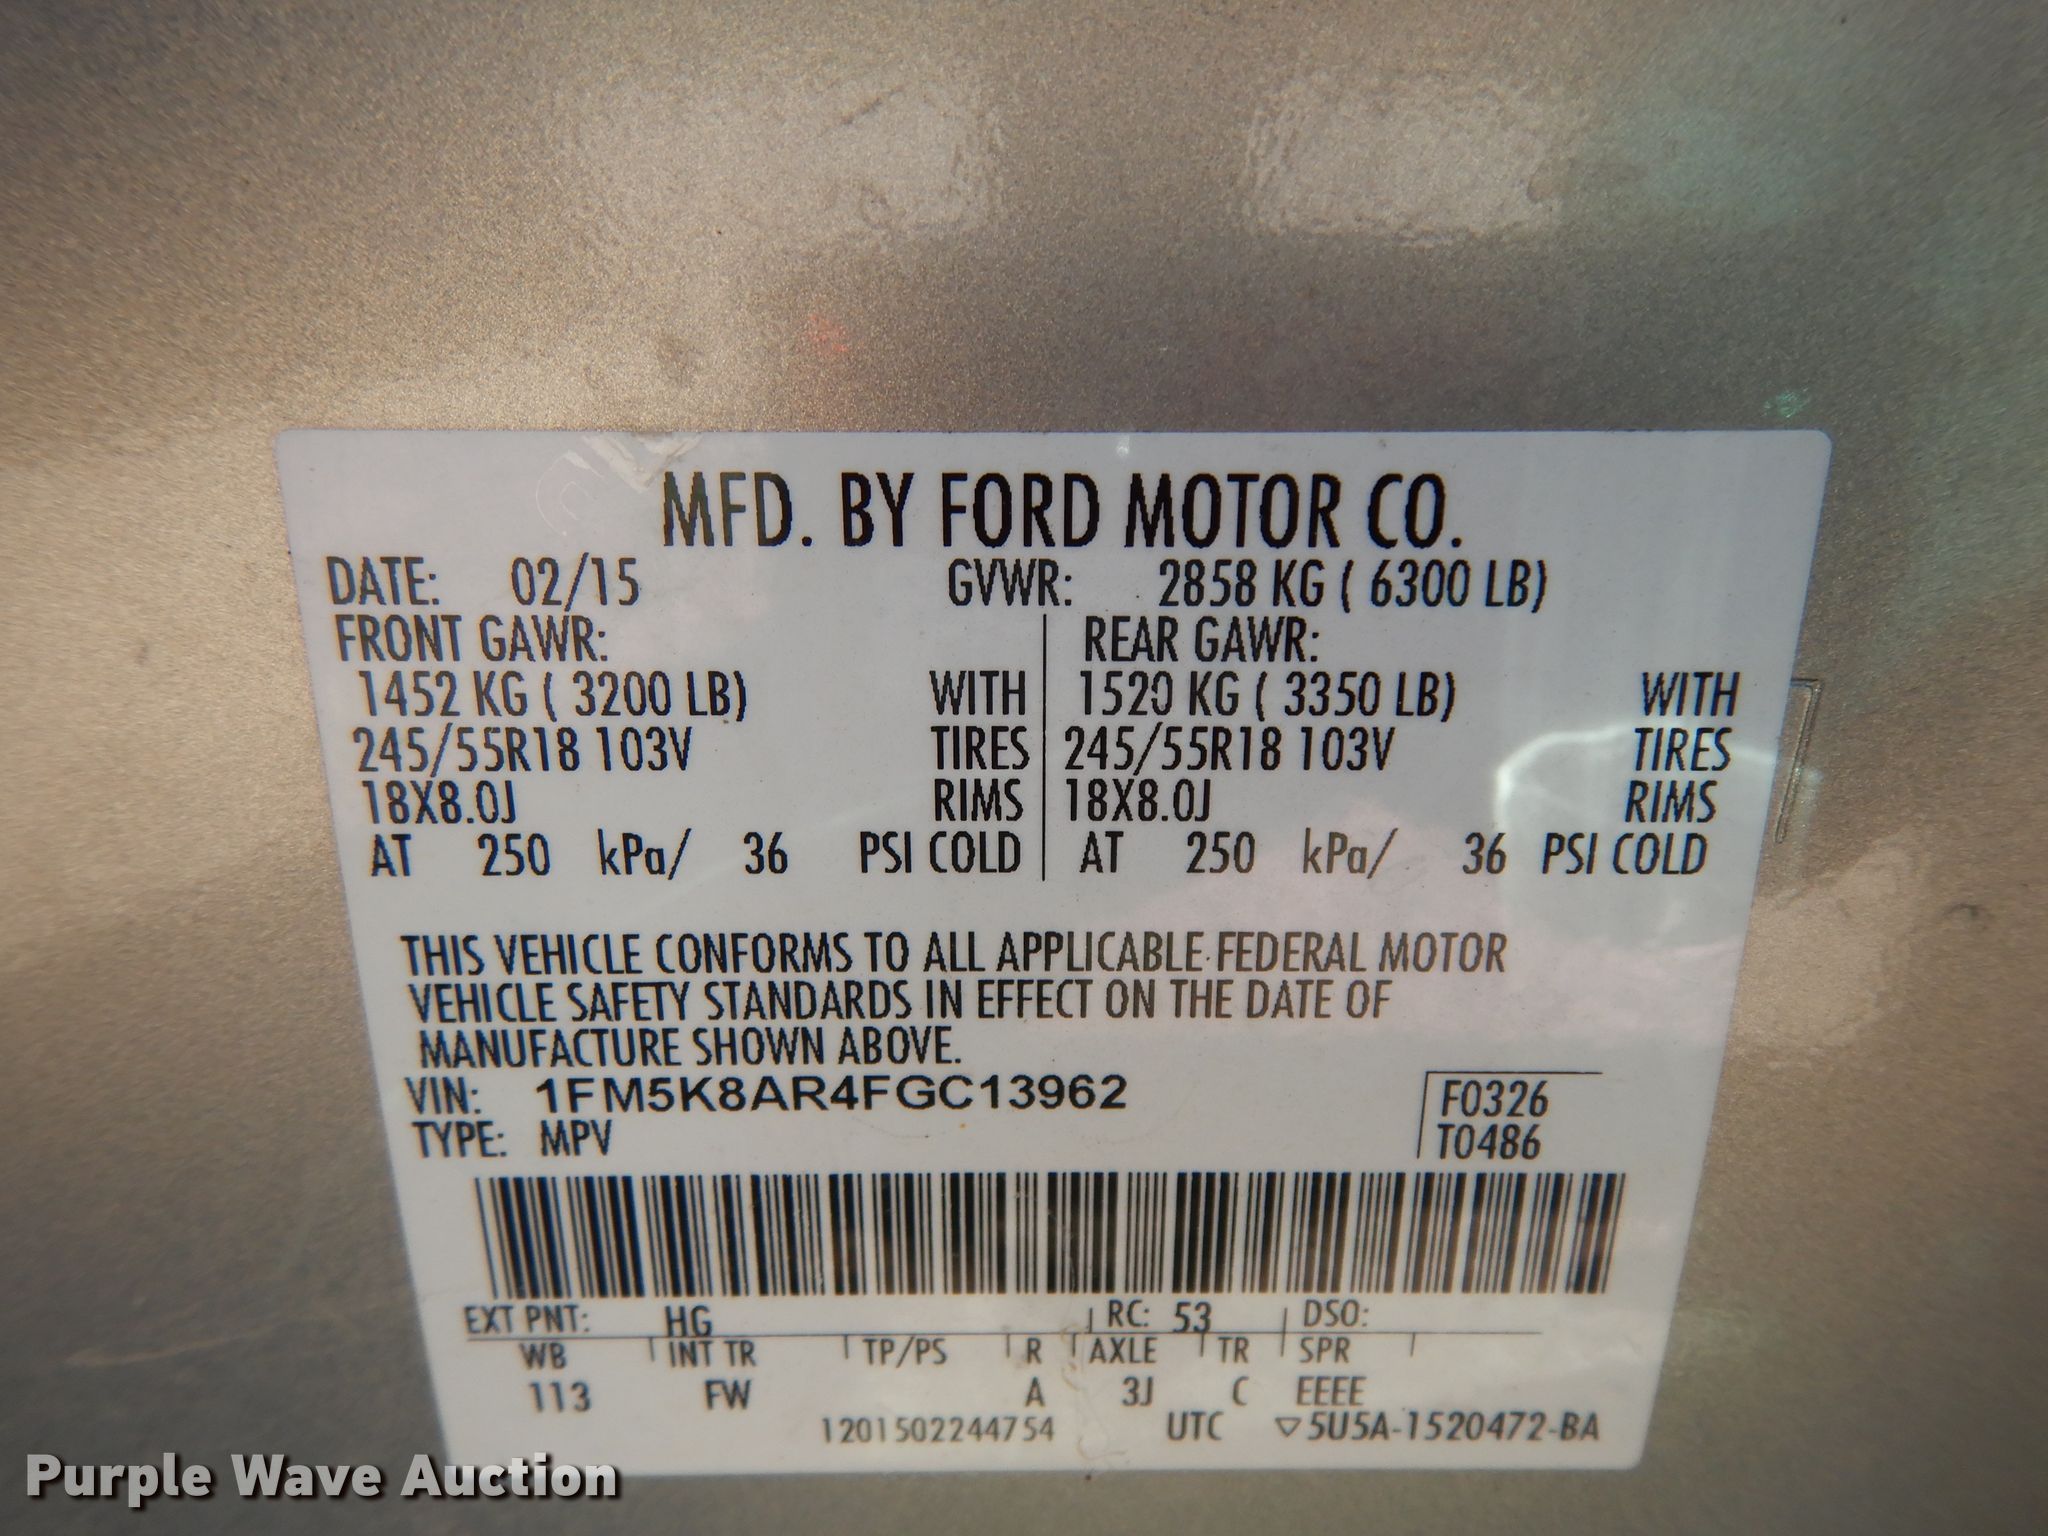 MFD. BY FORD MOTOR CO.
DATE: 02/15 GVWR: 2858 KG ( 6300 LB)
FRONT GAWR: REAR GAWR:
1452 KG ( 3200 LB) WITH 1520 KG ( 3350 LB) WITH
245/55R18 103V TIRES 245/55R18 103V TIRES
18X8.0J RIMS 18X8.0J RIMS
AT 250 kPa/ 36 PSI COLD AT 250 kPa/ 36 PSI COLD
THIS VEHICLE CONFORMS TO ALL APPLICABLE FEDERAL MOTOR
VEHICLE SAFETY STANDARDS IN EFFECT ON THE DATE OF
MANUFACTURE SHOWN ABOVE.
VIN: 1FM5K8AR4FGC13962 F0326
TYPE: MPV T0486
EXT PNT: HG RC: 53 DSO:
WB INT TR TP/PS R AXLE TR SPR
113 FW A 3J C EEEE
1201502244754 UTC ▽5U5A-1520472-BA
Purple Wave Auction